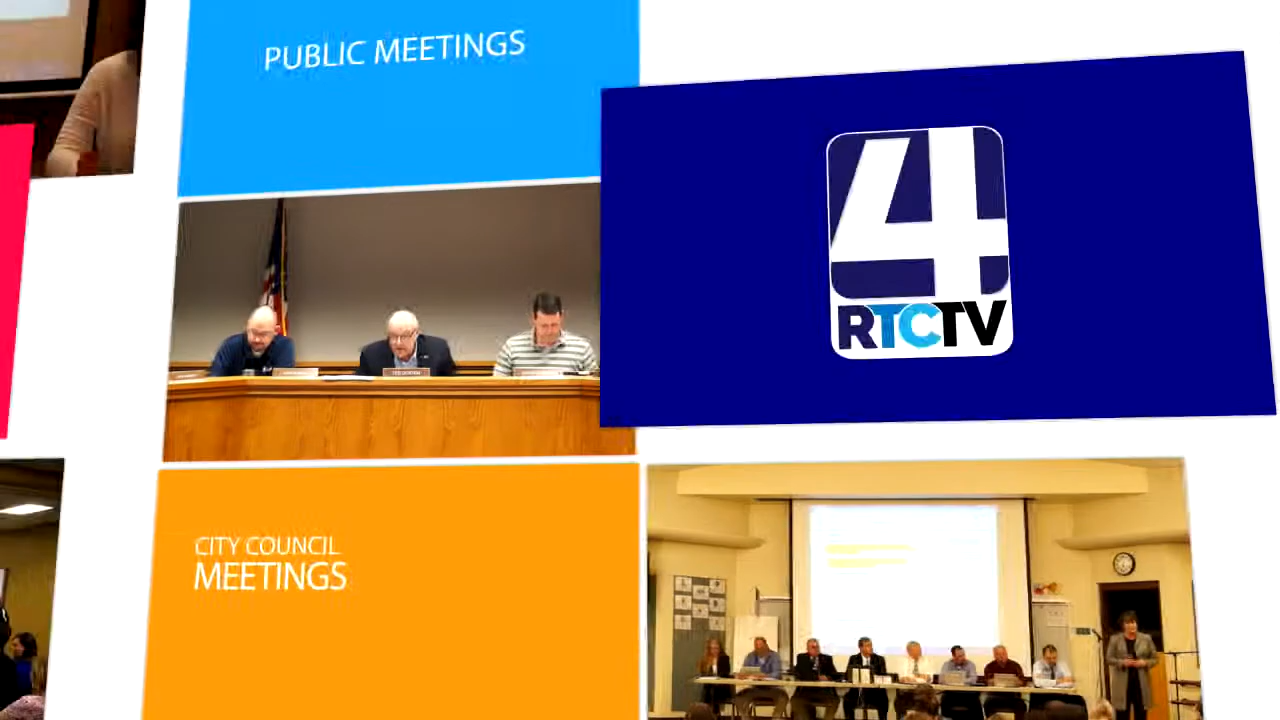 PUBLIC MEETINGS
4
RTCTV
CITY COUNCIL
MEETINGS